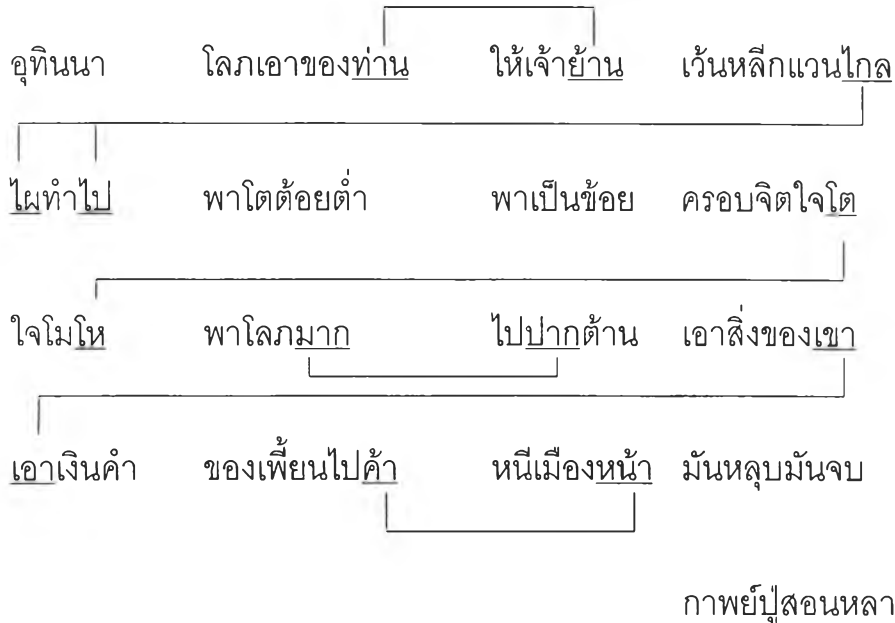 อุทินนา โลภเอาของท่าน ให้เจ้าย้าน เว้นหลีกแวนไกล
ไผทำไป พาโตต้อยต่ำ พาเป็นข้อย ครอบจิตใจโต
ใจโมโห พาโลภมาก ไปปากต้าน เอาสิ่งของเขา
เอาเงินคำ ของเพี้ยนไปค้า หนีเมืองหน้า มันหลุบมันจบ
กาพย์ปู่สอนหลา